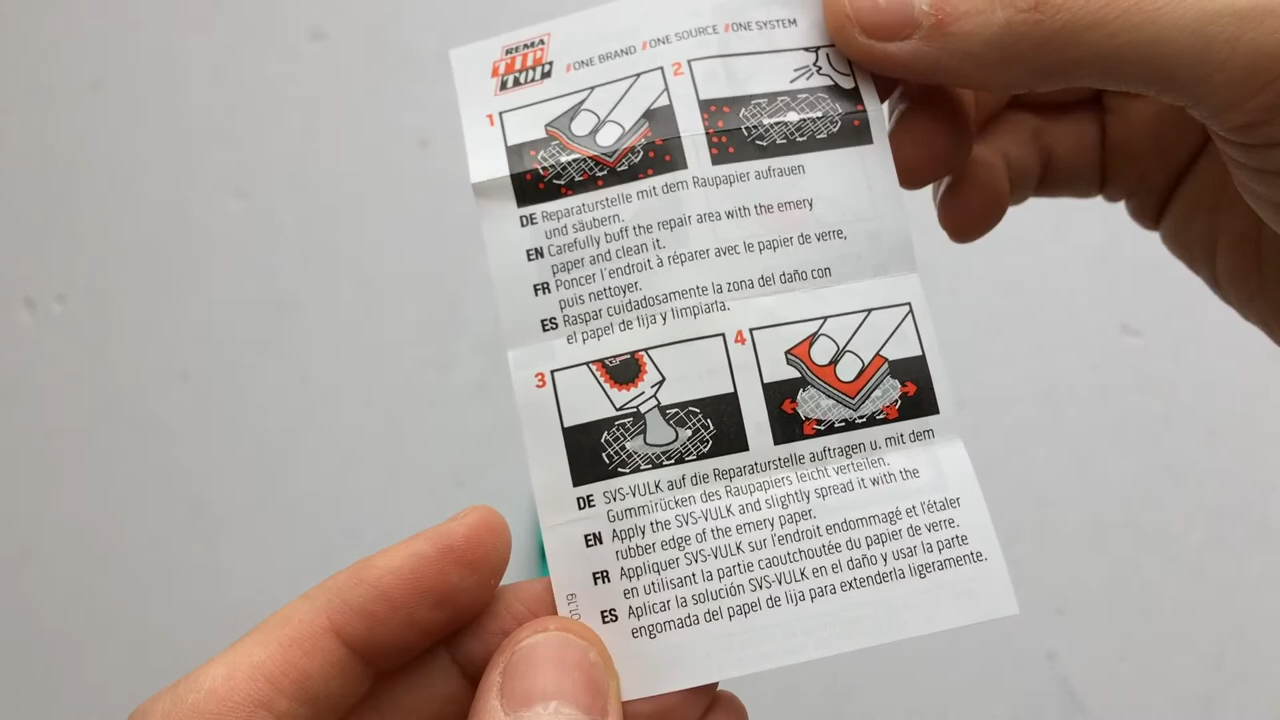 REMA
TIP
TOP
//ONE BRAND //ONE SOURCE //ONE SYSTEM
1
2
DE Reparaturstelle mit dem Raupapier aufrauen
und säubern.
EN Carefully buff the repair area with the emery
paper and clean it.
FR Poncer l'endroit à réparer avec le papier de verre,
puis nettoyer.
ES Raspar cuidadosamente la zona del daño con
el papel de lija y limpiarla.
3
4
DE SVS-VULK auf die Reparaturstelle auftragen u. mit dem
Gummirücken des Raupapiers leicht verteilen.
EN Apply the SVS-VULK and slightly spread it with the
rubber edge of the emery paper.
FR Appliquer SVS-VULK sur l'endroit endommagé et l'étaler
en utilisant la partie caoutchoutée du papier de verre.
ES Aplicar la solución SVS-VULK en el daño y usar la parte
engomada del papel de lija para extenderla ligeramente.